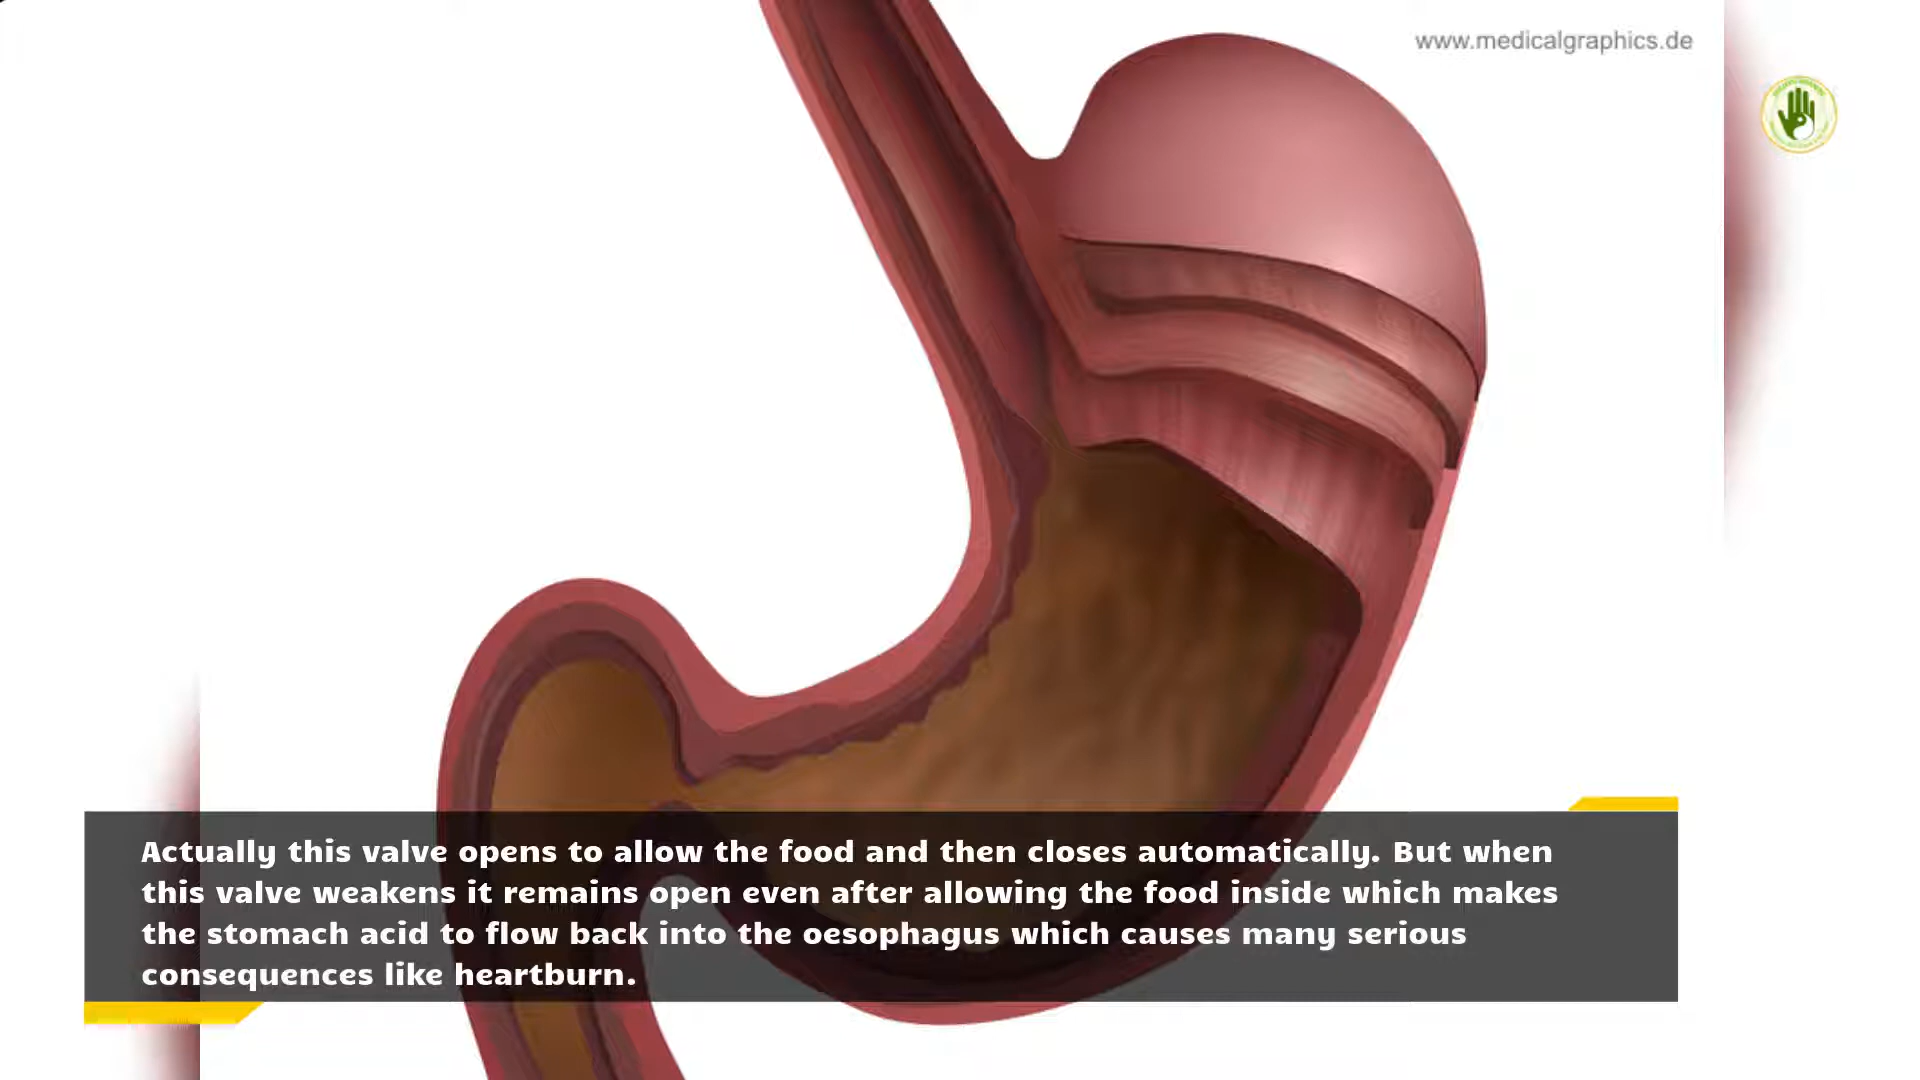 www.medicalgraphics.de
Actually this valve opens to allow the food and then closes automatically. But when
this valve weakens it remains open even after allowing the food inside which makes
the stomach acid to flow back into the oesophagus which causes many serious
consequences like heartburn.